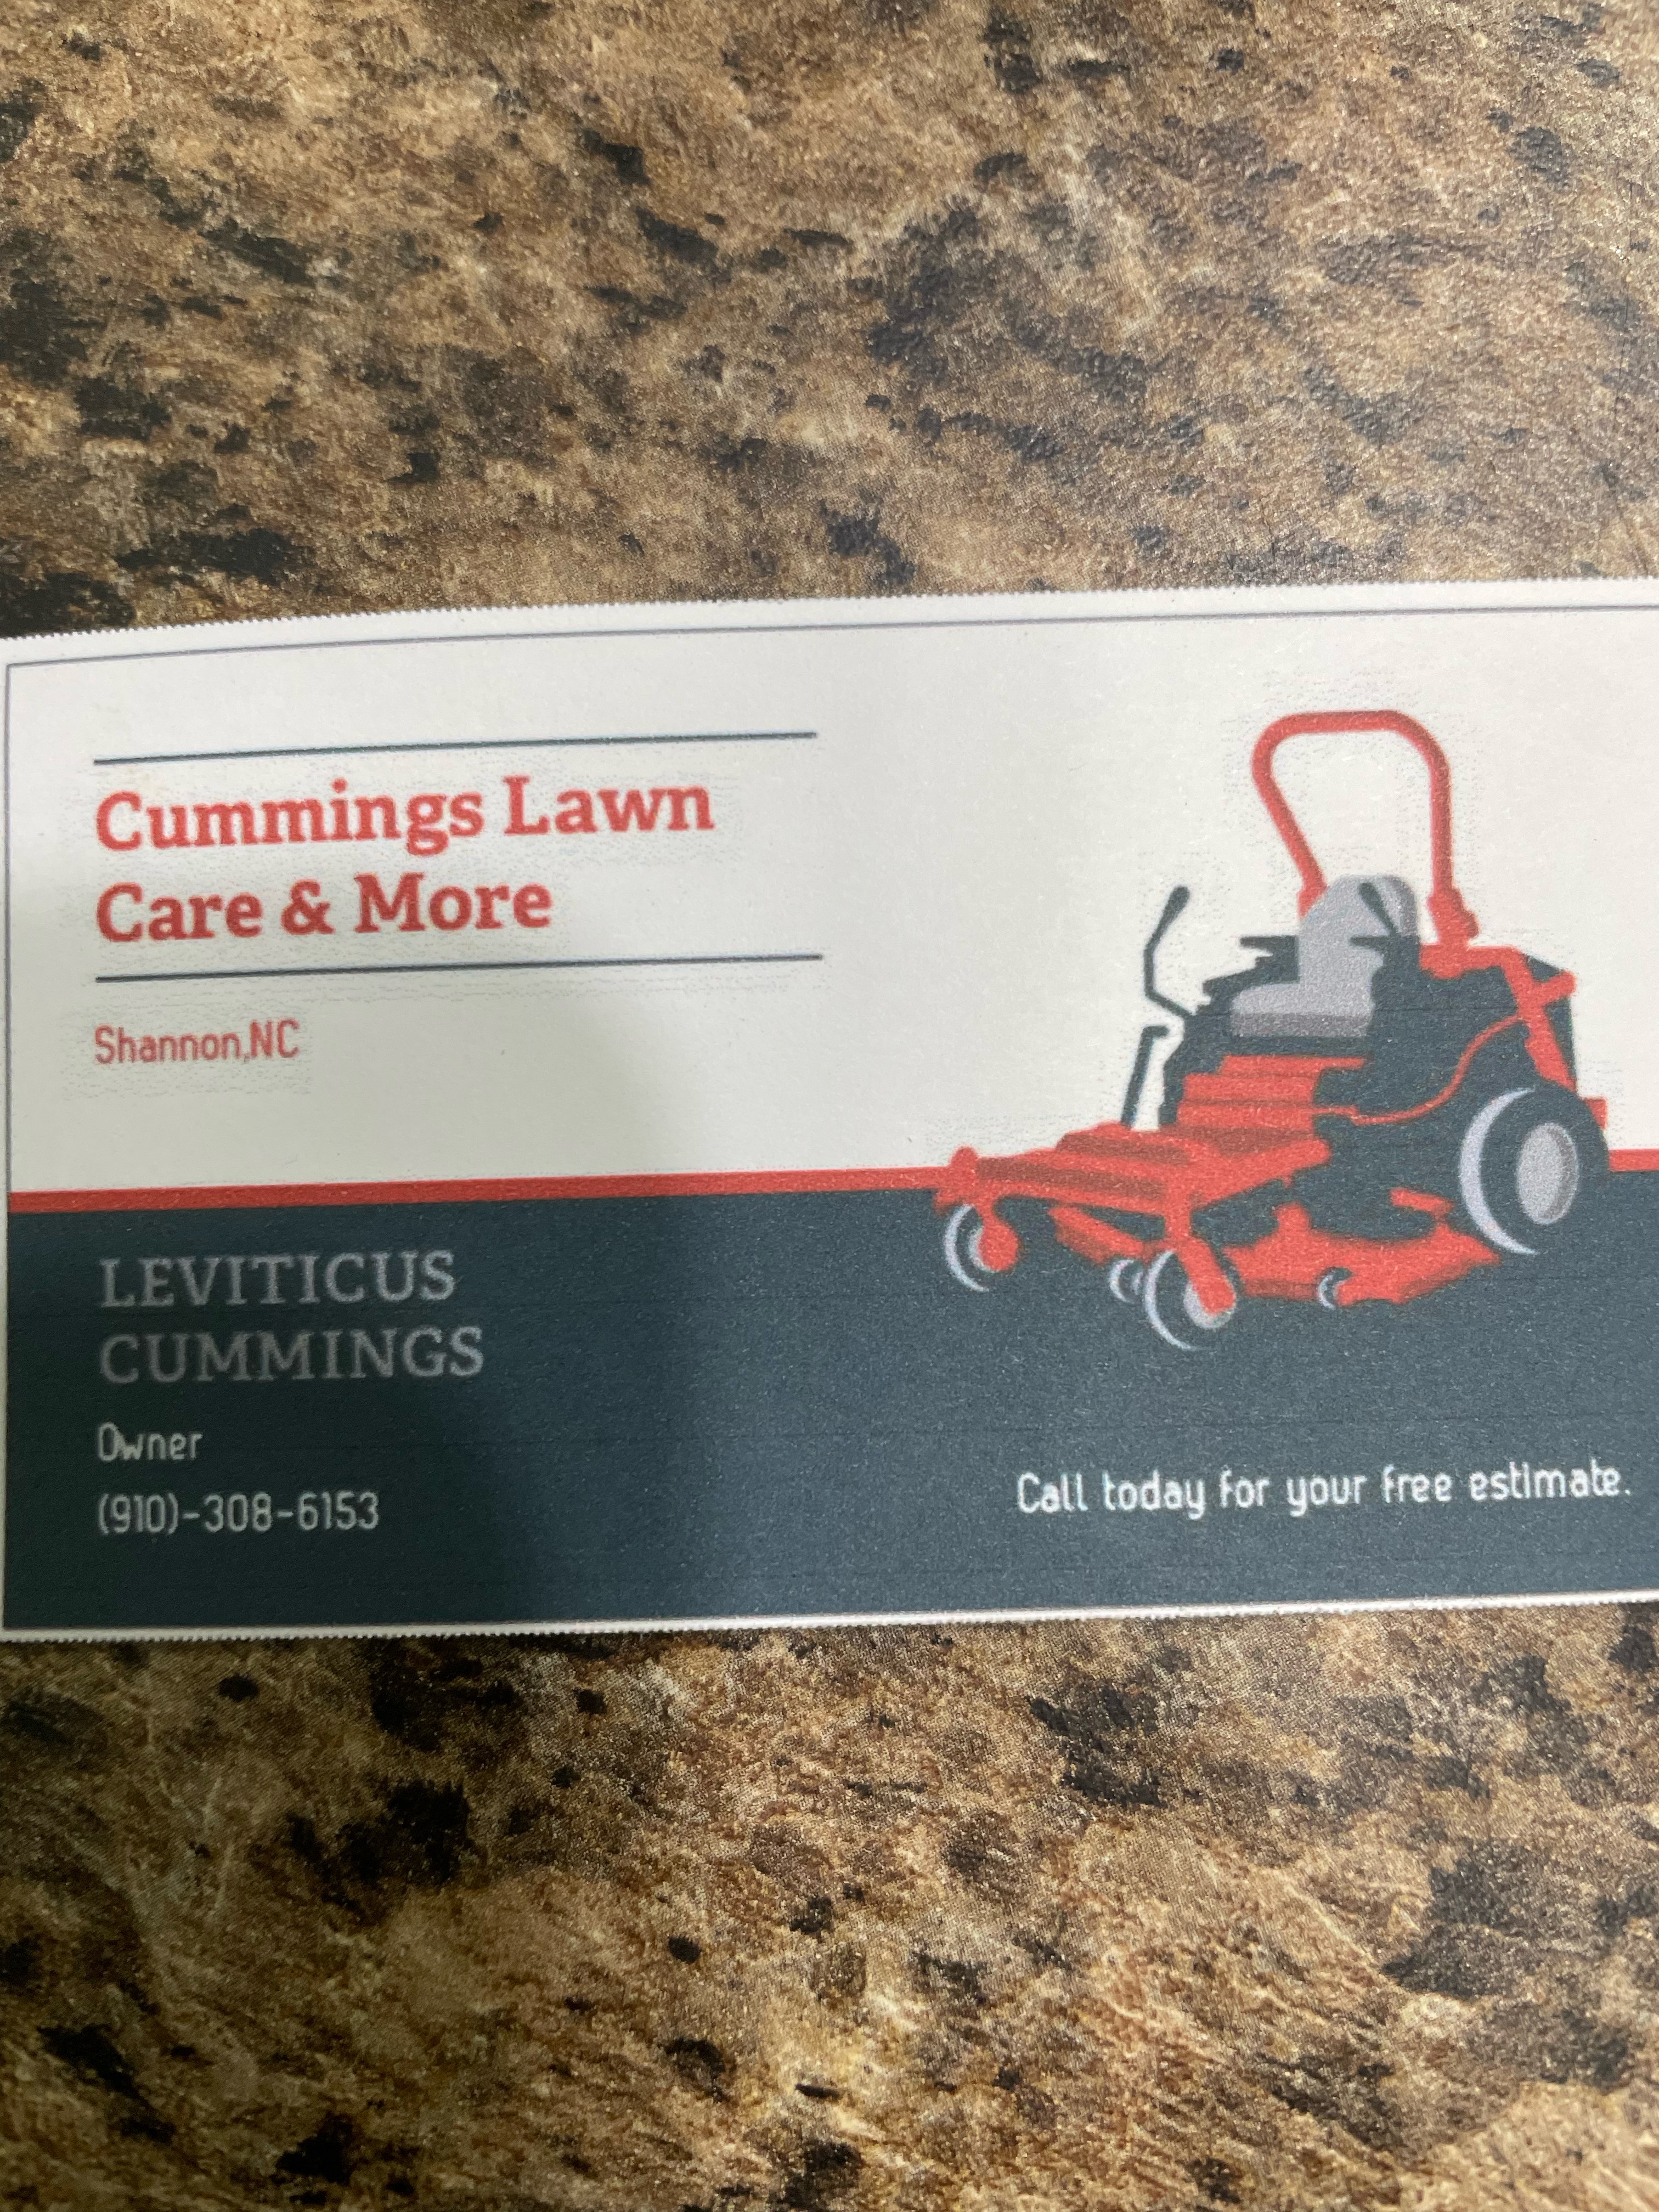 Cummings Lawn
Care & More
Shannon,NC
LEVITICUS
CUMMINGS
Owner
(910)-308-6153
Call today for your free estimate.